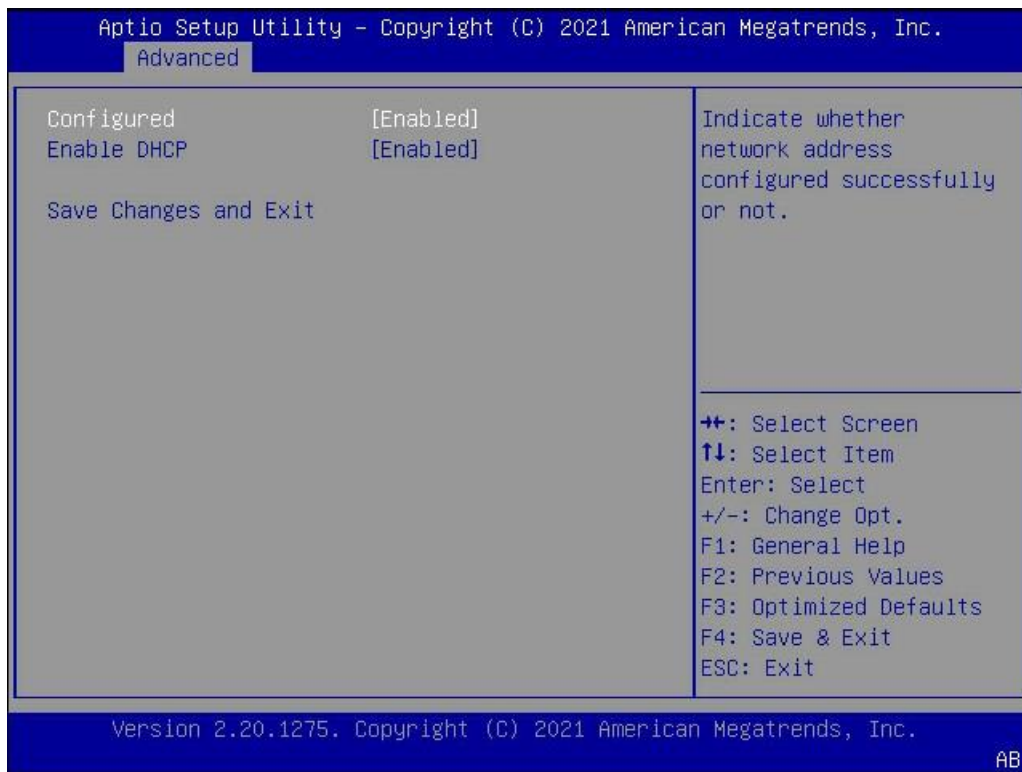 Aptio Setup Utility – Copyright (C) 2021 American Megatrends, Inc.
Advanced
Configured [Enabled]
Enable DHCP [Enabled]
Save Changes and Exit
Indicate whether
network address
configured successfully
or not.
→←: Select Screen
↑↓: Select Item
Enter: Select
+/-: Change Opt.
F1: General Help
F2: Previous Values
F3: Optimized Defaults
F4: Save & Exit
ESC: Exit
Version 2.20.1275. Copyright (C) 2021 American Megatrends, Inc.
AB